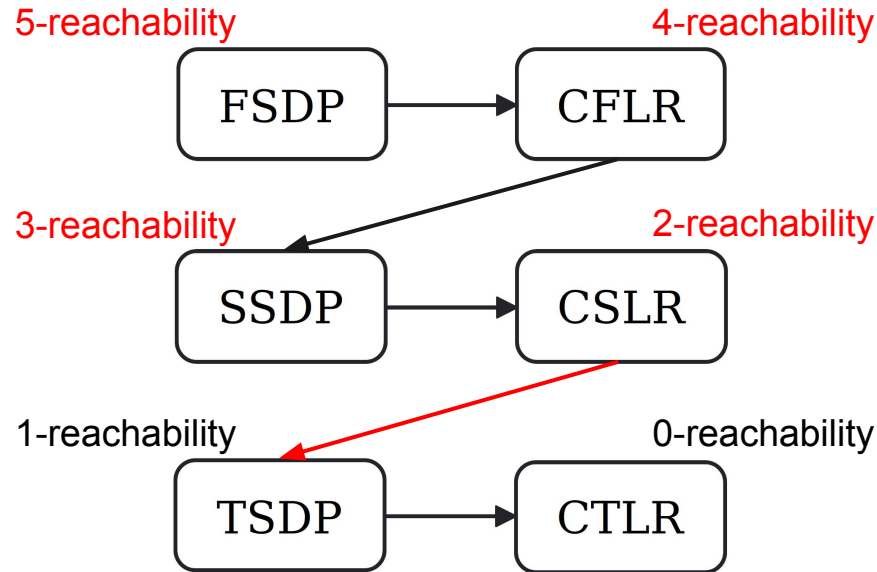 5-reachability
4-reachability
FSDP
CFLR
3-reachability
2-reachability
SSDP
CSLR
1-reachability
0-reachability
TSDP
CTLR